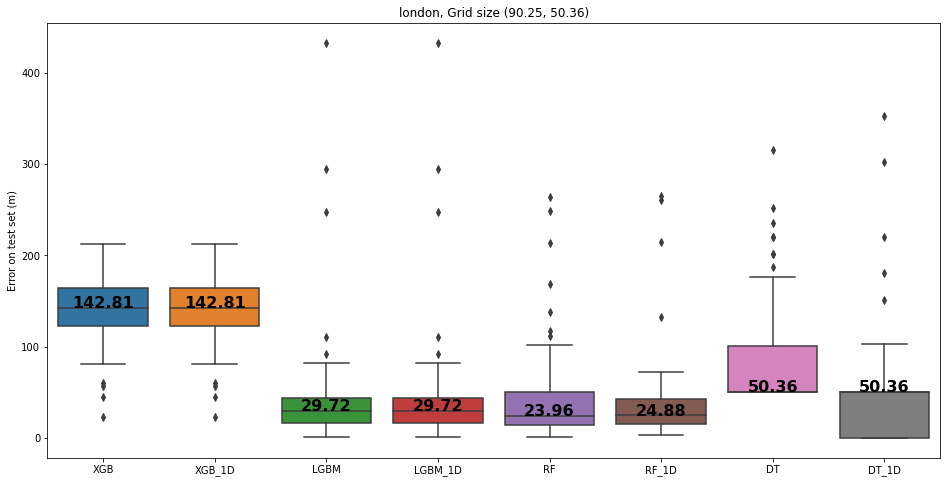 london, Grid size (90.25, 50.36)
Error on test set (m)
400
300
200
100
0
142.81 142.81 29.72 29.72 23.96 24.88 50.36 50.36
XGB XGB_1D LGBM LGBM_1D RF RF_1D DT DT_1D